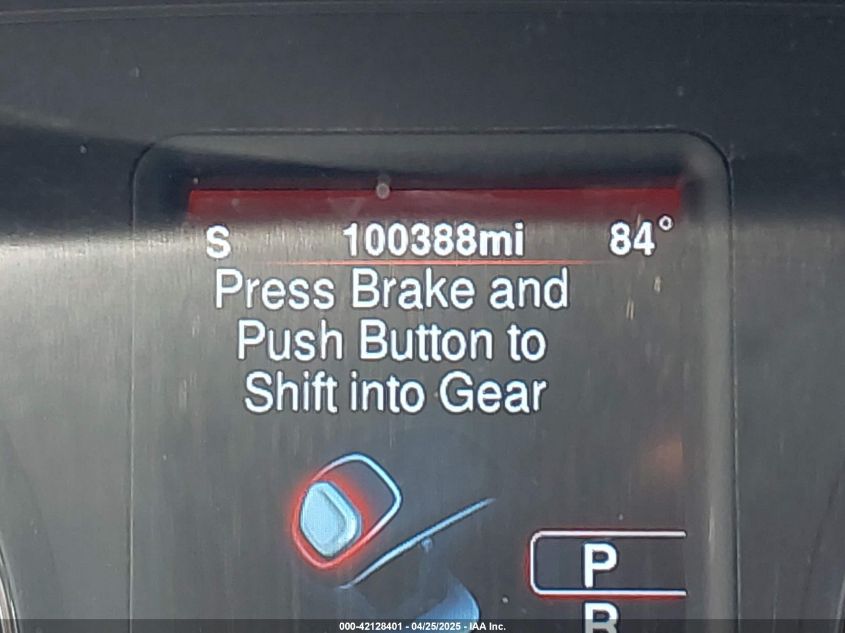 S 100388mi 84°
Press Brake and
Push Button to
Shift into Gear
P
R
000-42128401 - 04/25/2025 - IAA Inc.